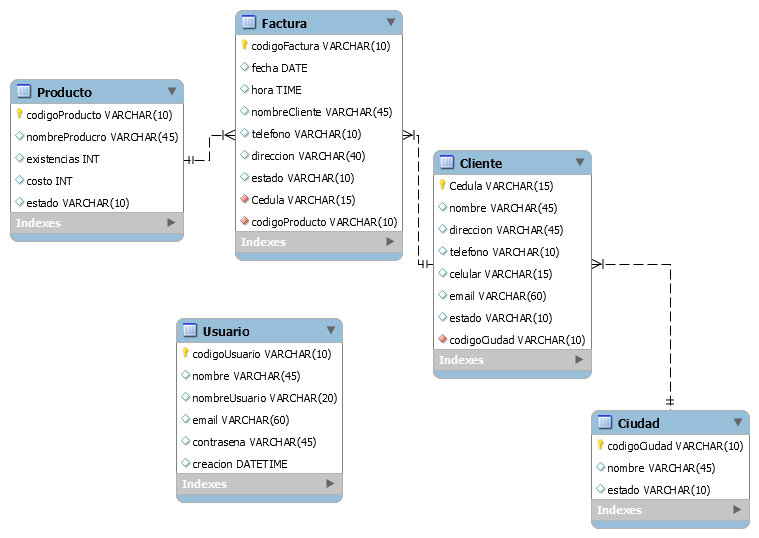 Factura
codigoFactura VARCHAR(10)
fecha DATE
hora TIME
nombreCliente VARCHAR(45)
telefono VARCHAR(10)
direccion VARCHAR(40)
estado VARCHAR(10)
Cedula VARCHAR(15)
codigoProducto VARCHAR(10)
Indexes
Producto
codigoProducto VARCHAR(10)
nombreProducro VARCHAR(45)
existencias INT
costo INT
estado VARCHAR(10)
Indexes
Cliente
Cedula VARCHAR(15)
nombre VARCHAR(45)
direccion VARCHAR(45)
telefono VARCHAR(10)
celular VARCHAR(15)
email VARCHAR(60)
estado VARCHAR(10)
codigoCiudad VARCHAR(10)
Indexes
Usuario
codigoUsuario VARCHAR(10)
nombre VARCHAR(45)
nombreUsuario VARCHAR(20)
email VARCHAR(60)
contrasena VARCHAR(45)
creacion DATETIME
Indexes
Ciudad
codigoCiudad VARCHAR(10)
nombre VARCHAR(45)
estado VARCHAR(10)
Indexes